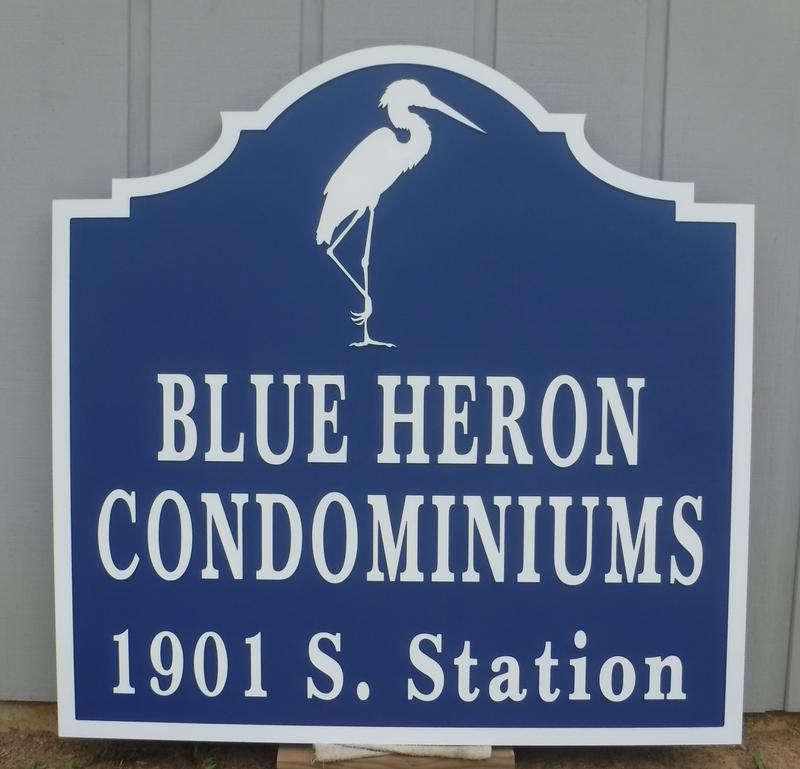 BLUE HERON
CONDOMINIUMS
1901 S. Station